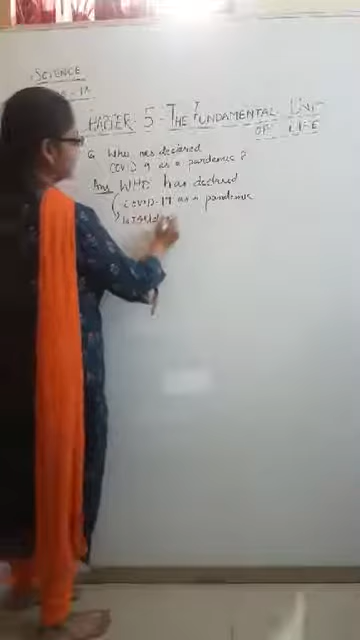 SCIENCE
CHAPTER - 5 - THE FUNDAMENTAL UNIT
OF LIFE
Q. Who has declared
COVID 19 as a pandemic ?
Ans WHO has declared
COVID-19 as a pandemic